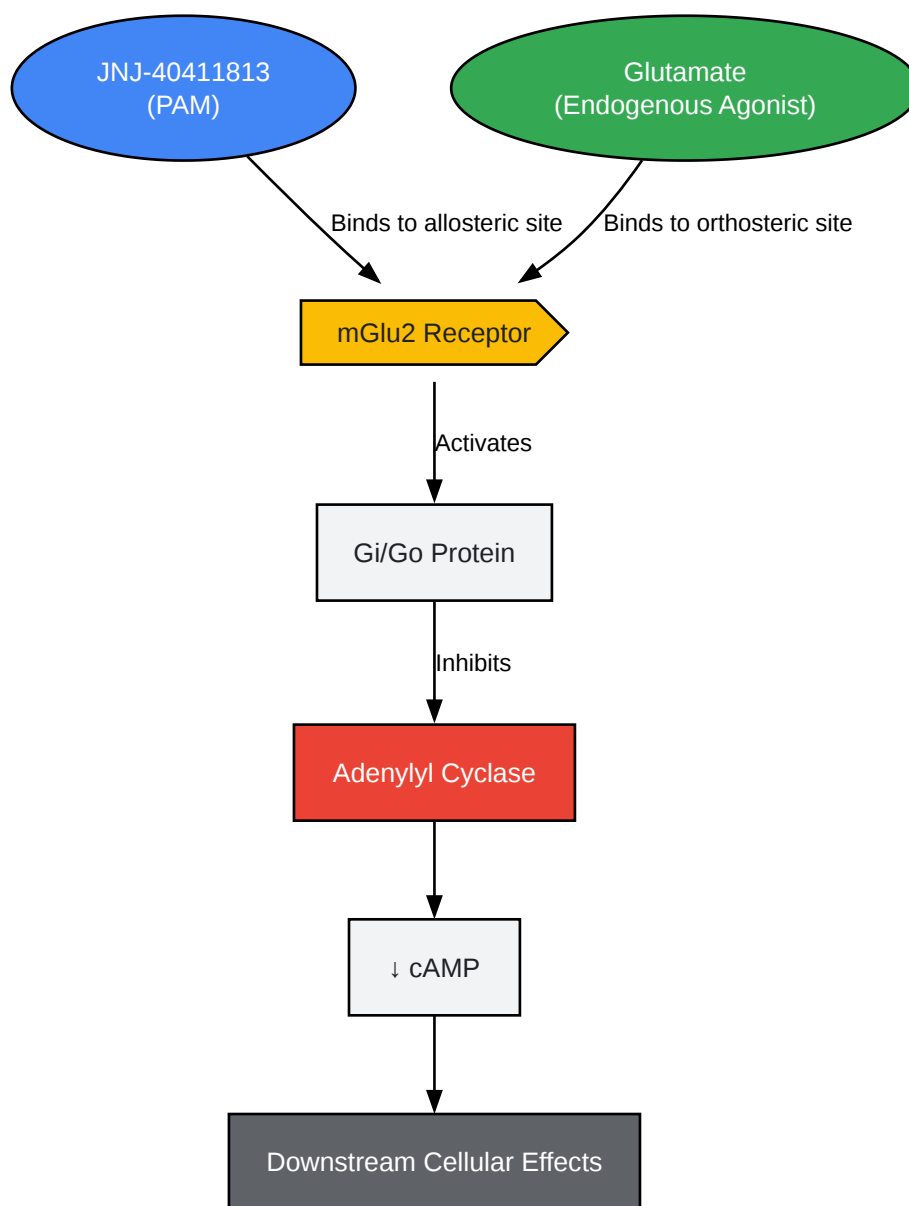 JNJ-40411813
(PAM)
Glutamate
(Endogenous Agonist)
Binds to allosteric site
Binds to orthosteric site
mGlu2 Receptor
Activates
Gi/Go Protein
Inhibits
Adenylyl Cyclase
↓ cAMP
Downstream Cellular Effects